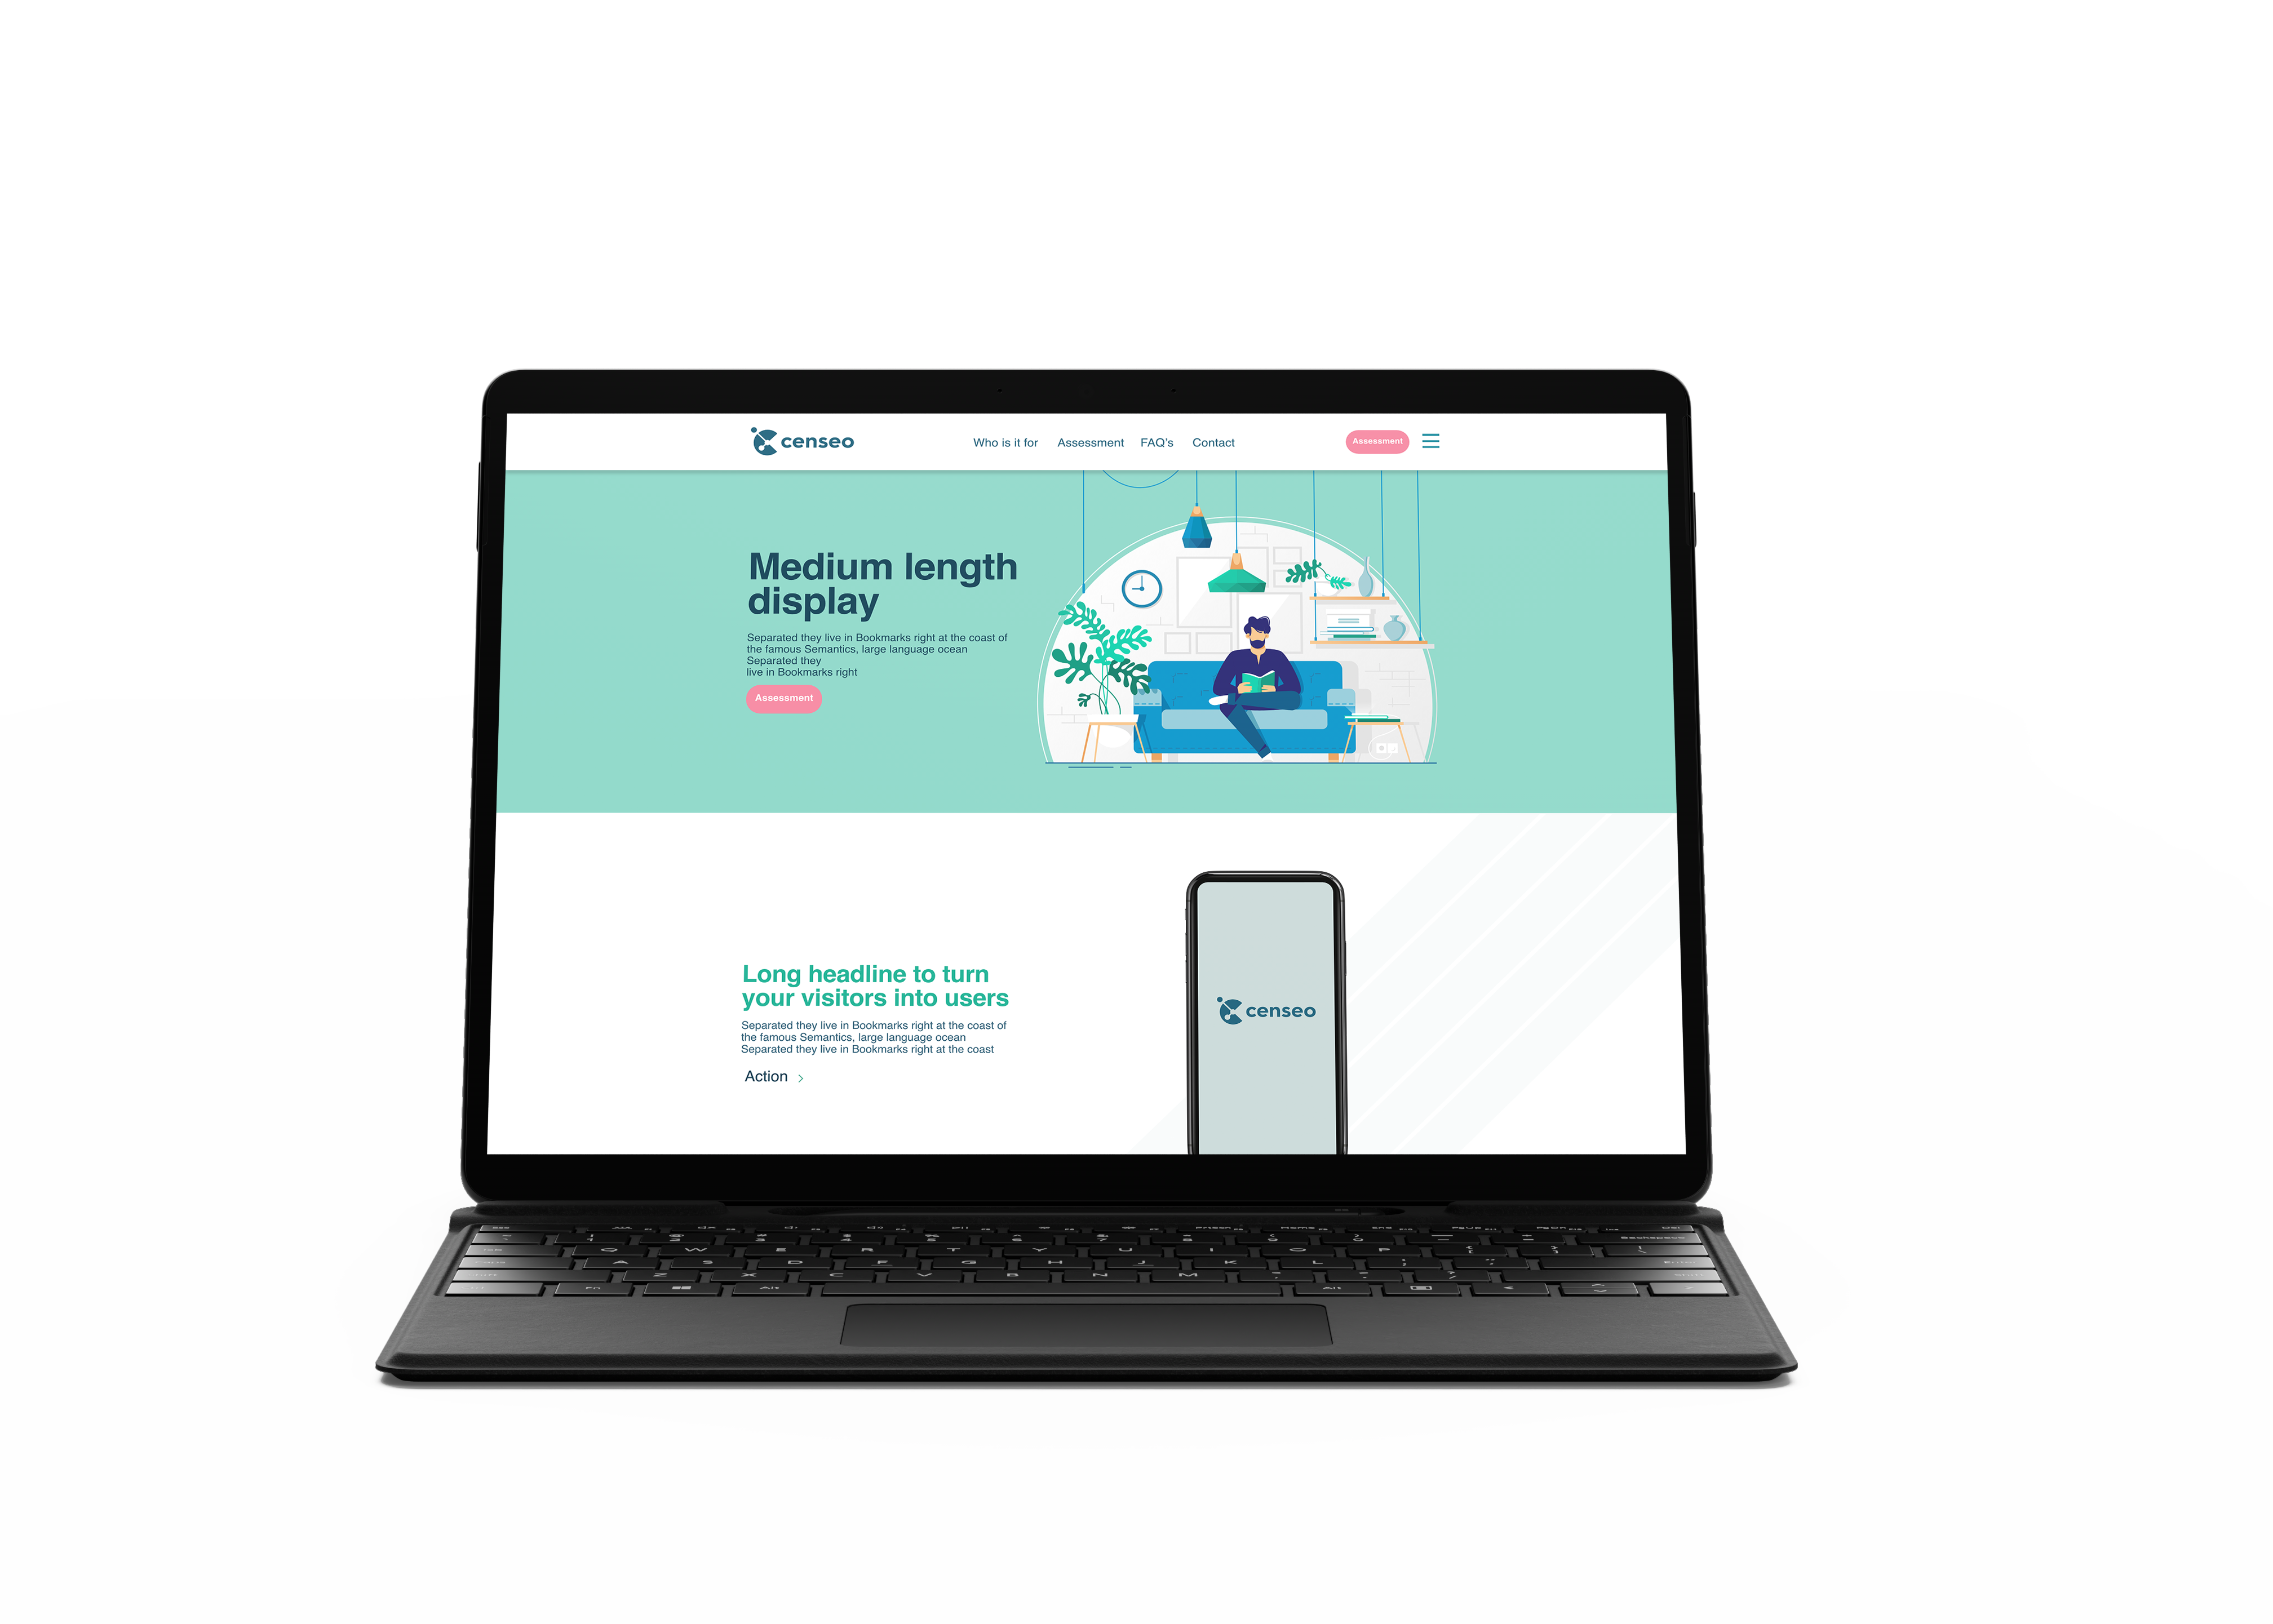 censeo
Who is it for Assessment FAQ's Contact
Assessment
Medium length
display
Separated they live in Bookmarks right at the coast of
the famous Semantics, large language ocean
Separated they
live in Bookmarks right
Assessment
Long headline to turn
your visitors into users
Separated they live in Bookmarks right at the coast of
the famous Semantics, large language ocean
Separated they live in Bookmarks right at the coast
Action
censeo
Q W E R T Y U I O P
A S D F G H J K L
Z X C V B N M
Fn Alt Alt